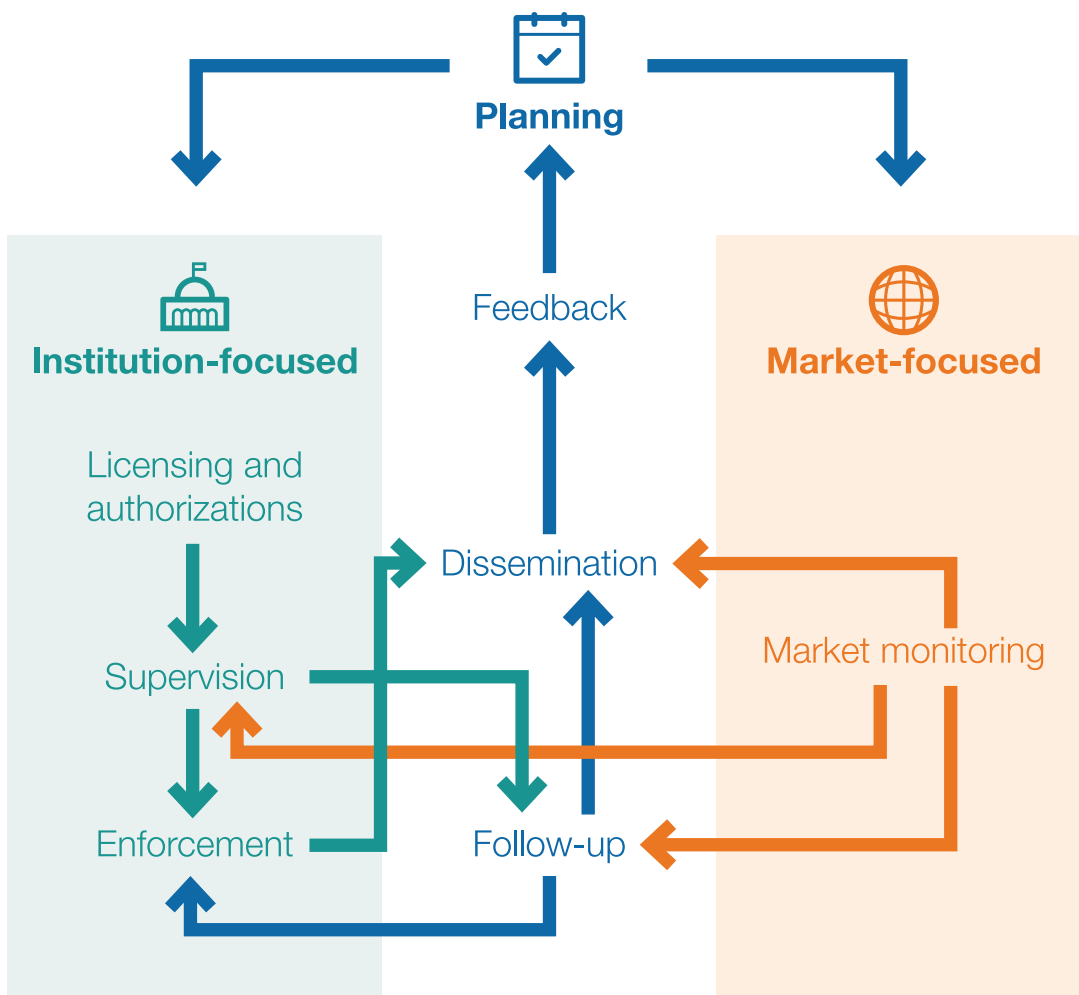 Planning
Feedback
Institution-focused
Market-focused
Licensing and
authorizations
Dissemination
Market monitoring
Supervision
Enforcement
Follow-up